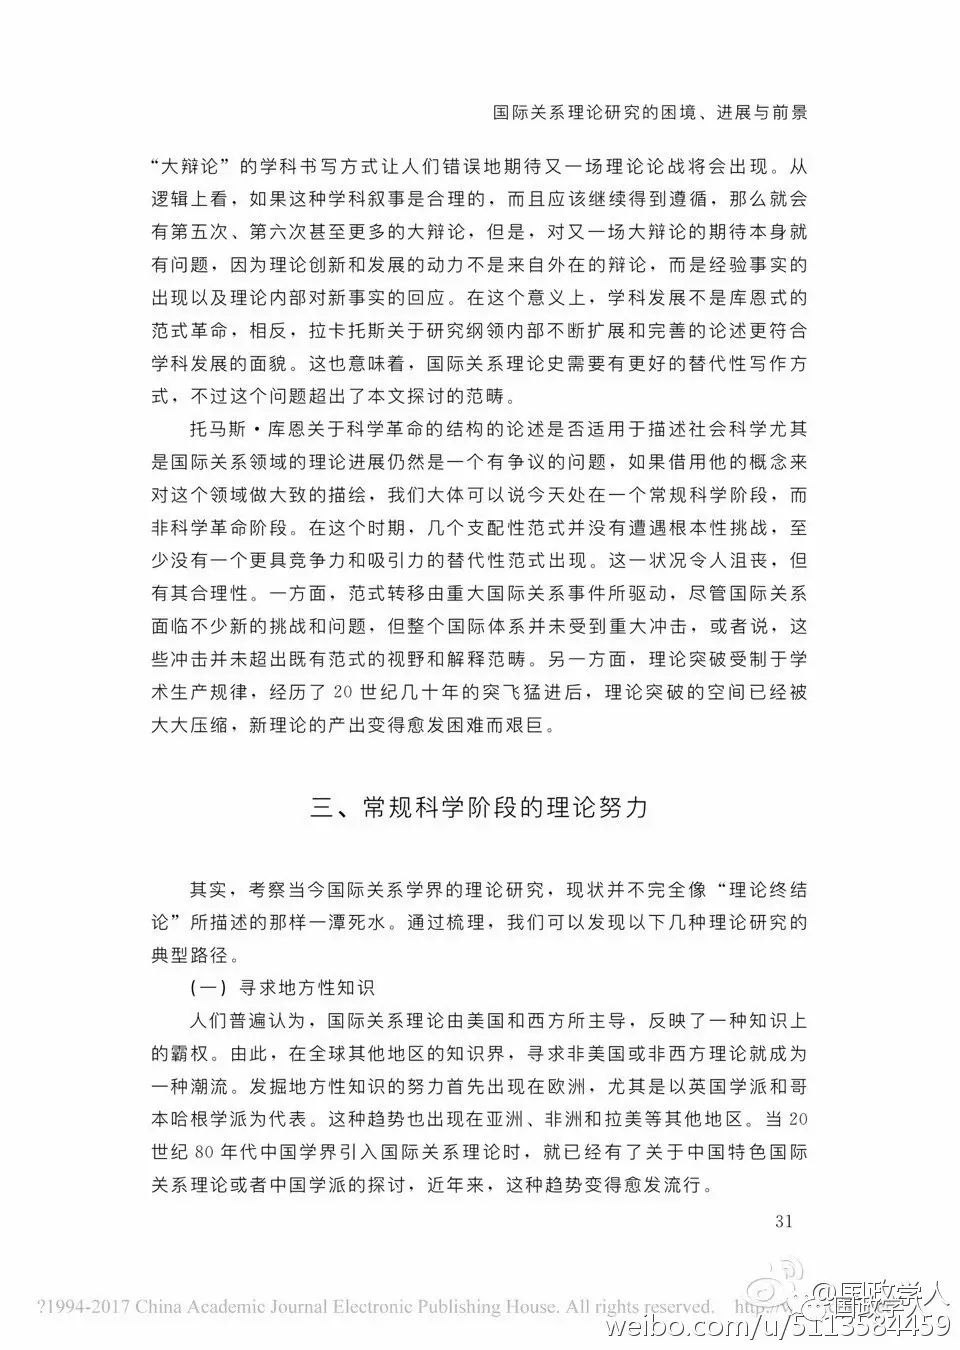 国际关系理论研究的困境、进展与前景
“大辩论”的学科书写方式让人们错误地期待又一场理论论战将会出现。从
逻辑上看，如果这种学科叙事是合理的，而且应该继续得到遵循，那么就会
有第五次、第六次甚至更多的大辩论，但是，对又一场大辩论的期待本身就
有问题，因为理论创新和发展的动力不是来自外在的辩论，而是经验事实的
出现以及理论内部对新事实的回应。在这个意义上，学科发展不是库恩式的
范式革命，相反，拉卡托斯关于研究纲领内部不断扩展和完善的论述更符合
学科发展的面貌。这也意味着，国际关系理论史需要有更好的替代性写作方
式，不过这个问题超出了本文探讨的范畴。
托马斯·库恩关于科学革命的结构的论述是否适用于描述社会科学尤其
是国际关系领域的理论进展仍然是一个有争议的问题，如果借用他的概念来
对这个领域做大致的描绘，我们大体可以说今天处在一个常规科学阶段，而
非科学革命阶段。在这个时期，几个支配性范式并没有遭遇根本性挑战，至
少没有一个更具竞争力和吸引力的替代性范式出现。这一状况令人沮丧，但
有其合理性。一方面，范式转移由重大国际关系事件所驱动，尽管国际关系
面临不少新的挑战和问题，但整个国际体系并未受到重大冲击，或者说，这
些冲击并未超出既有范式的视野和解释范畴。另一方面，理论突破受制于学
术生产规律，经历了 20 世纪几十年的突飞猛进后，理论突破的空间已经被
大大压缩，新理论的产出变得愈发困难而艰巨。
三、常规科学阶段的理论努力
其实，考察当今国际关系学界的理论研究，现状并不完全像“理论终结
论”所描述的那样一潭死水。通过梳理，我们可以发现以下几种理论研究的
典型路径。
（一）寻求地方性知识
人们普遍认为，国际关系理论由美国和西方所主导，反映了一种知识上
的霸权。由此，在全球其他地区的知识界，寻求非美国或非西方理论就成为
一种潮流。发掘地方性知识的努力首先出现在欧洲，尤其是以英国学派和哥
本哈根学派为代表。这种趋势也出现在亚洲、非洲和拉美等其他地区。当 20
世纪 80 年代中国学界引入国际关系理论时，就已经有了关于中国特色国际
关系理论或者中国学派的探讨，近年来，这种趋势变得愈发流行。
31
@国政学人
国政学人
?1994-2017 China Academic Journal Electronic Publishing House. All rights reserved. http://w
weibo.com/u/5113584459